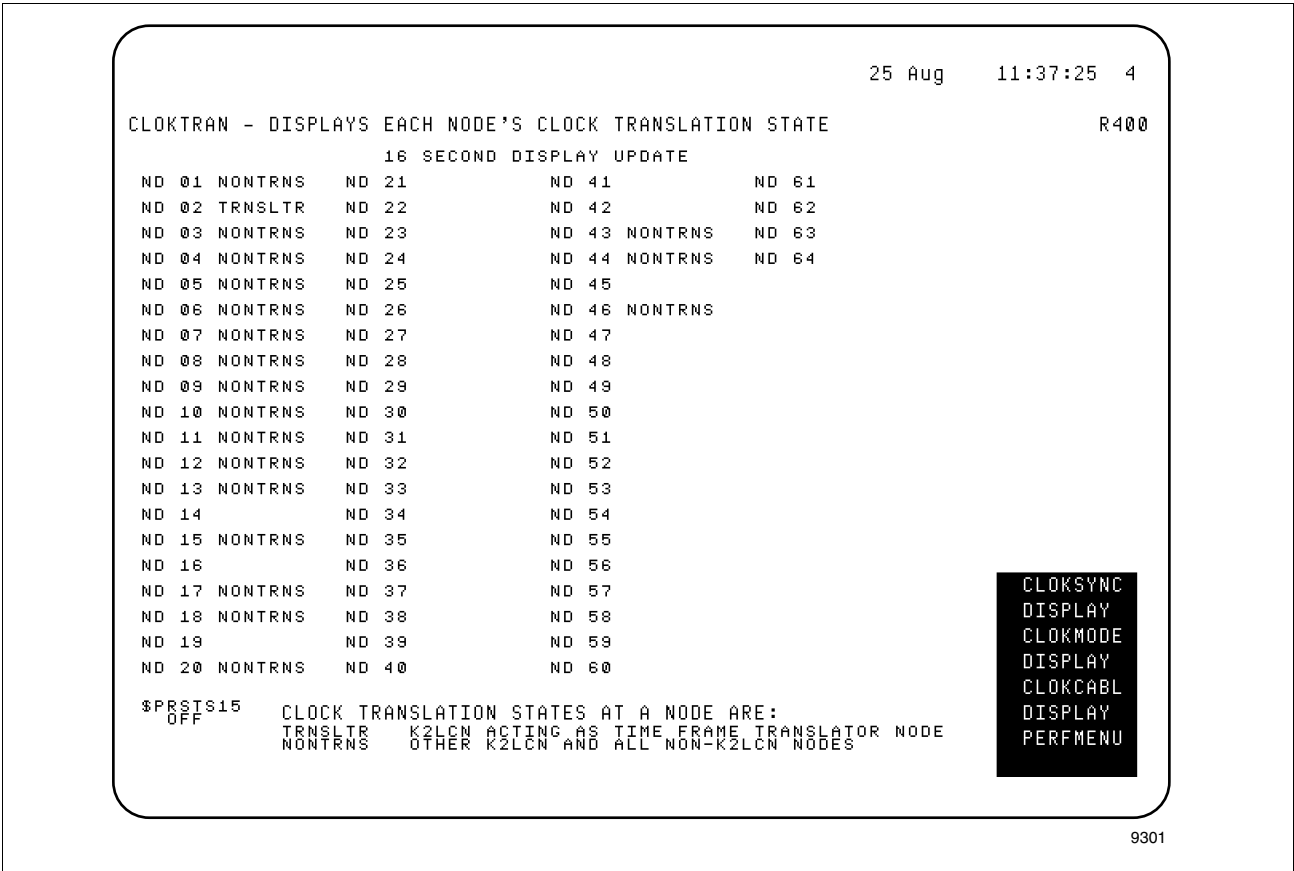 25 Aug 11:37:25 4
CLOKTRAN – DISPLAYS EACH NODE'S CLOCK TRANSLATION STATE R400
16 SECOND DISPLAY UPDATE
ND 01 NONTRNS ND 21 ND 41 ND 61
ND 02 TRNSLTR ND 22 ND 42 ND 62
ND 03 NONTRNS ND 23 ND 43 NONTRNS ND 63
ND 04 NONTRNS ND 24 ND 44 NONTRNS ND 64
ND 05 NONTRNS ND 25 ND 45
ND 06 NONTRNS ND 26 ND 46 NONTRNS
ND 07 NONTRNS ND 27 ND 47
ND 08 NONTRNS ND 28 ND 48
ND 09 NONTRNS ND 29 ND 49
ND 10 NONTRNS ND 30 ND 50
ND 11 NONTRNS ND 31 ND 51
ND 12 NONTRNS ND 32 ND 52
ND 13 NONTRNS ND 33 ND 53
ND 14 ND 34 ND 54
ND 15 NONTRNS ND 35 ND 55
ND 16 ND 36 ND 56
ND 17 NONTRNS ND 37 ND 57
ND 18 NONTRNS ND 38 ND 58
ND 19 ND 39 ND 59
ND 20 NONTRNS ND 40 ND 60
CLOKSYNC
DISPLAY
CLOKMODE
DISPLAY
CLOKCABL
DISPLAY
PERFMENU
$PRSTS15
OFF
CLOCK TRANSLATION STATES AT A NODE ARE:
TRNSLTR K2LCN ACTING AS TIME FRAME TRANSLATOR NODE
NONTRNS OTHER K2LCN AND ALL NON-K2LCN NODES
9301